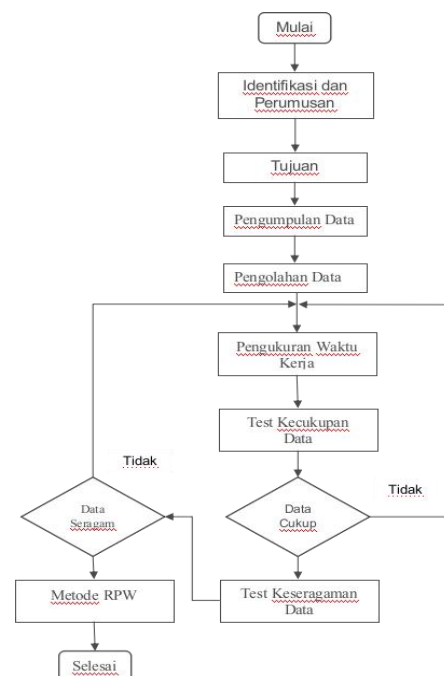 Mulai
Identifikasi dan
Perumusan
Tujuan
Pengumpulan Data
Pengolahan Data
Pengukuran Waktu
Kerja
Test Kecukupan
Data
Tidak
Tidak
Data
Seragam
Data
Cukup
Metode RPW
Test Keseragaman
Data
Selesai